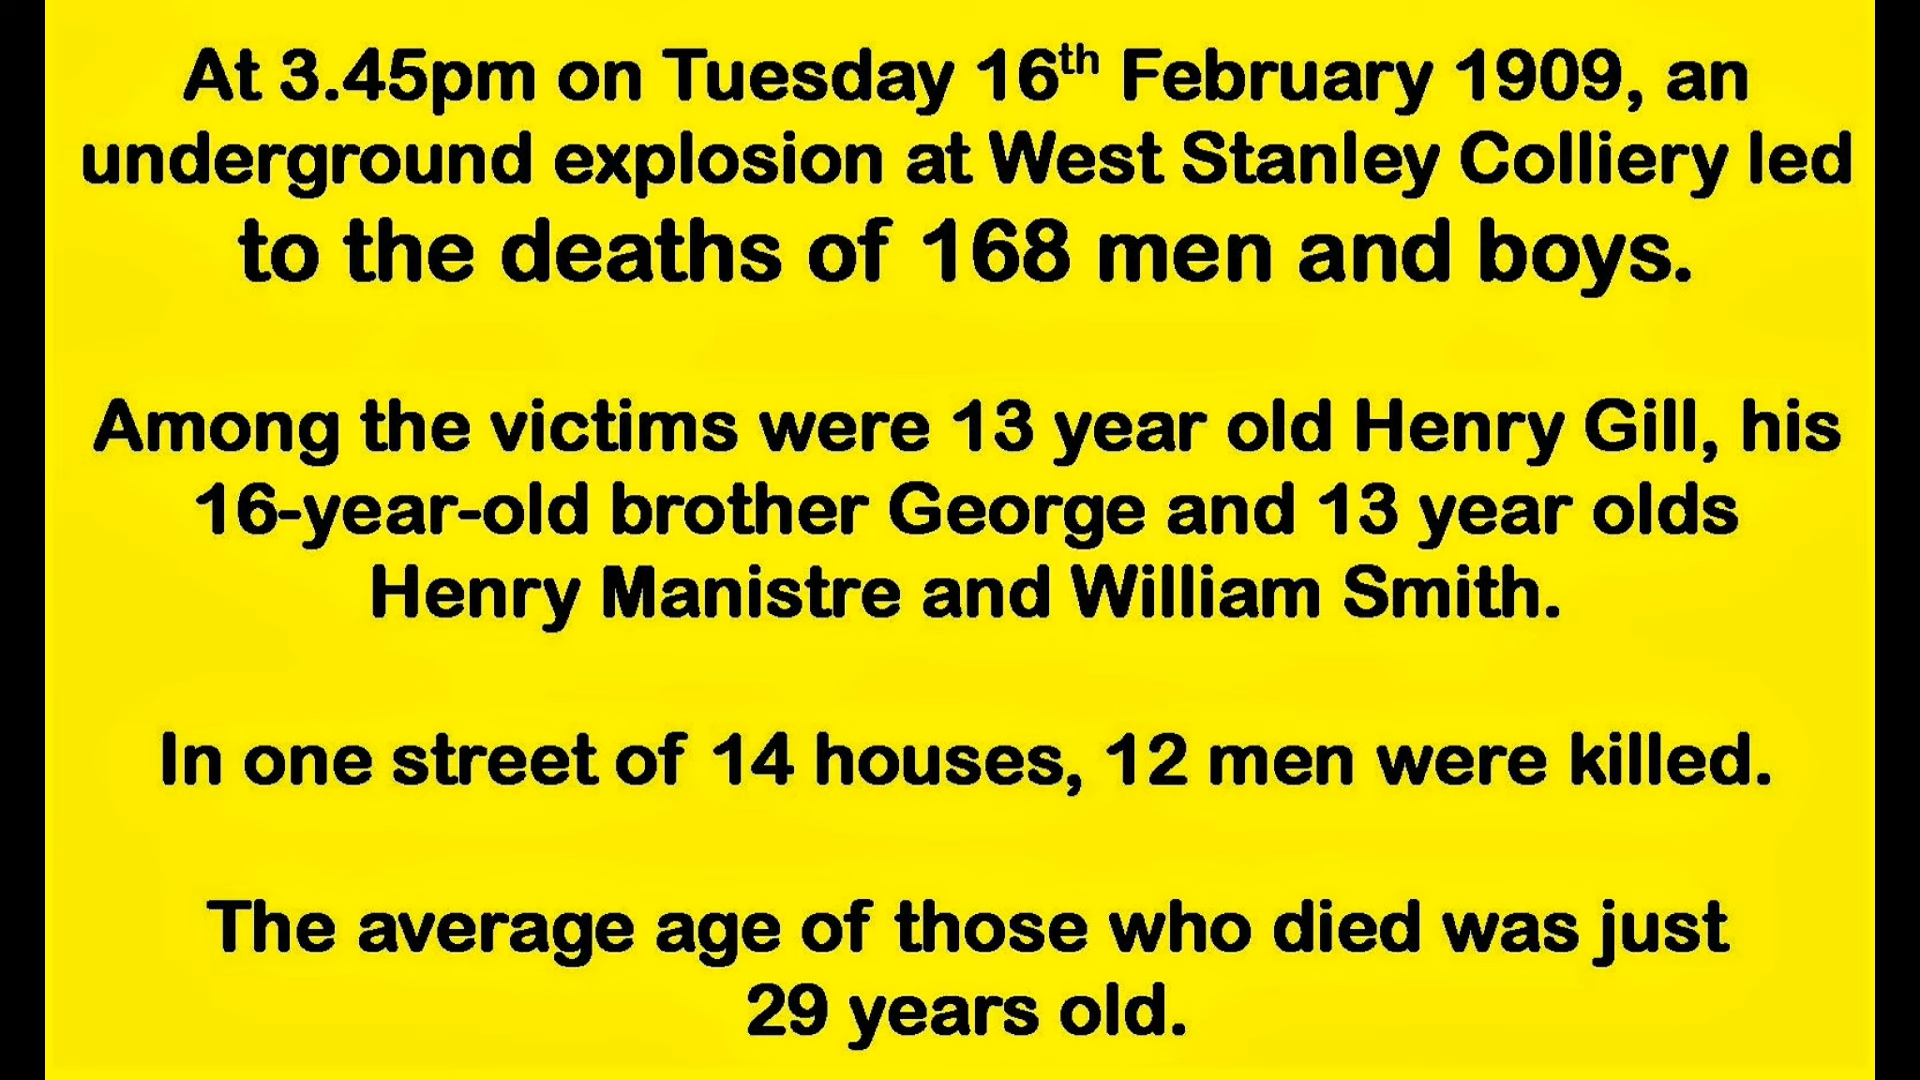 At 3.45pm on Tuesday 16th February 1909, an
underground explosion at West Stanley Colliery led
to the deaths of 168 men and boys.
Among the victims were 13 year old Henry Gill, his
16-year-old brother George and 13 year olds
Henry Manistre and William Smith.
In one street of 14 houses, 12 men were killed.
The average age of those who died was just
29 years old.